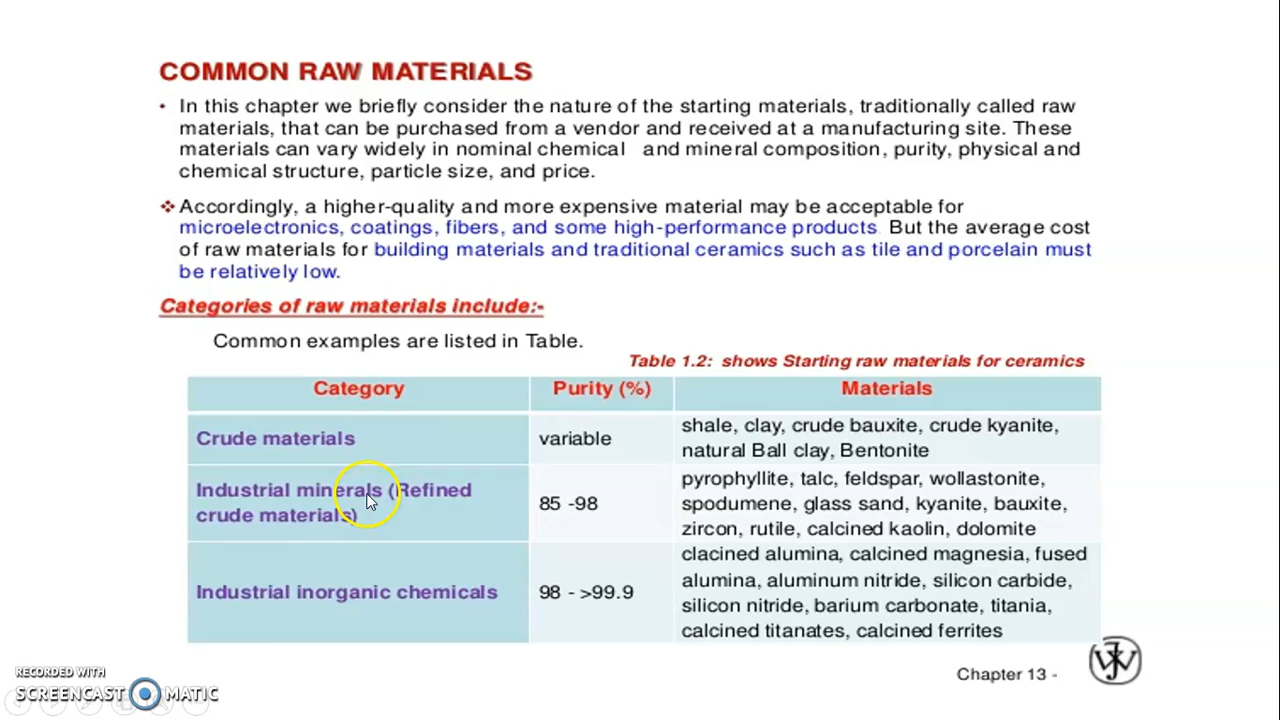 COMMON RAW MATERIALS
• In this chapter we briefly consider the nature of the starting materials, traditionally called raw
materials, that can be purchased from a vendor and received at a manufacturing site. These
materials can vary widely in nominal chemical and mineral composition, purity, physical and
chemical structure, particle size, and price.
❖ Accordingly, a higher-quality and more expensive material may be acceptable for
microelectronics, coatings, fibers, and some high-performance products But the average cost
of raw materials for building materials and traditional ceramics such as tile and porcelain must
be relatively low.
Categories of raw materials include:-
Common examples are listed in Table.
Table 1.2: shows Starting raw materials for ceramics
Category Purity (%) Materials
Crude materials variable shale, clay, crude bauxite, crude kyanite,
natural Ball clay, Bentonite
Industrial minerals (Refined
crude materials) 85 -98 pyrophyllite, talc, feldspar, wollastonite,
spodumene, glass sand, kyanite, bauxite,
zircon, rutile, calcined kaolin, dolomite
Industrial inorganic chemicals 98 - >99.9 clacined alumina, calcined magnesia, fused
alumina, aluminum nitride, silicon carbide,
silicon nitride, barium carbonate, titania,
calcined titanates, calcined ferrites
Chapter 13 -
RECORDED WITH
SCREENCAST MATIC